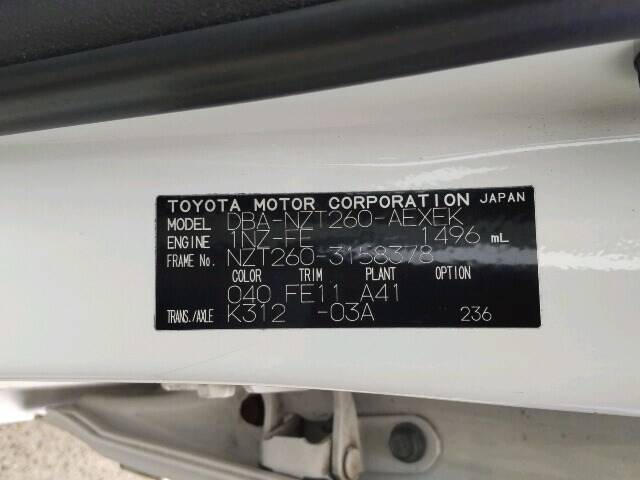 TOYOTA MOTOR CORPORATION JAPAN
MODEL DBA-NZT260-AEXEK
ENGINE 1NZ-FE 1496 mL
FRAME No. NZT260-3158378
COLOR TRIM PLANT OPTION
040 FE11 A41
TRANS./AXLE K312 -03A 236